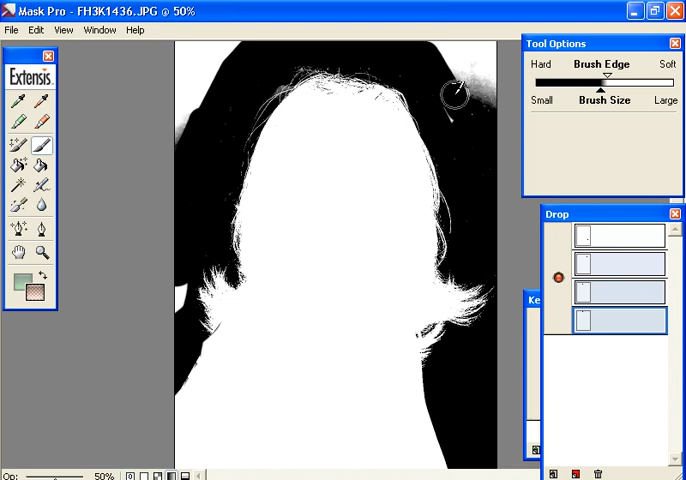 Mask Pro - FH3K1436.JPG @ 50%
File Edit View Window Help
Extensis
Tool Options
Hard Brush Edge Soft
Small Brush Size Large
Drop
Ke
Op: 50%